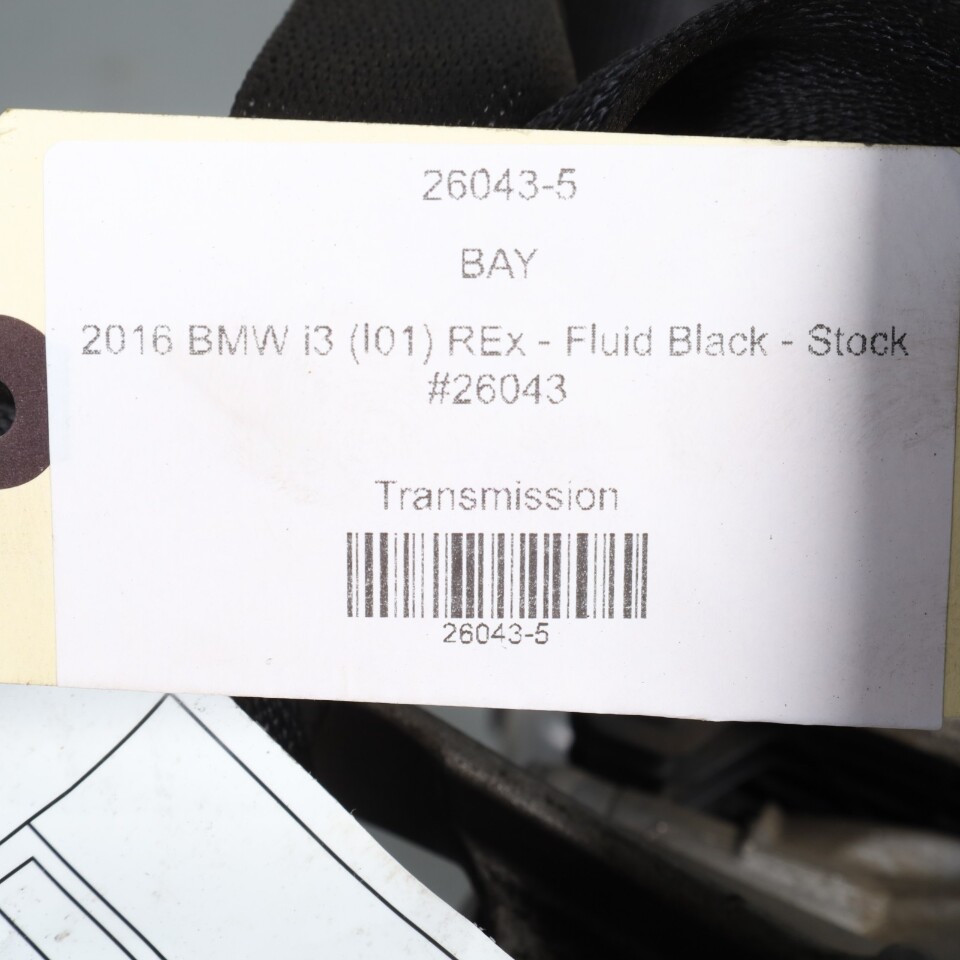 26043-5
BAY
2016 BMW i3 (I01) REx - Fluid Black - Stock
#26043
Transmission
26043-5